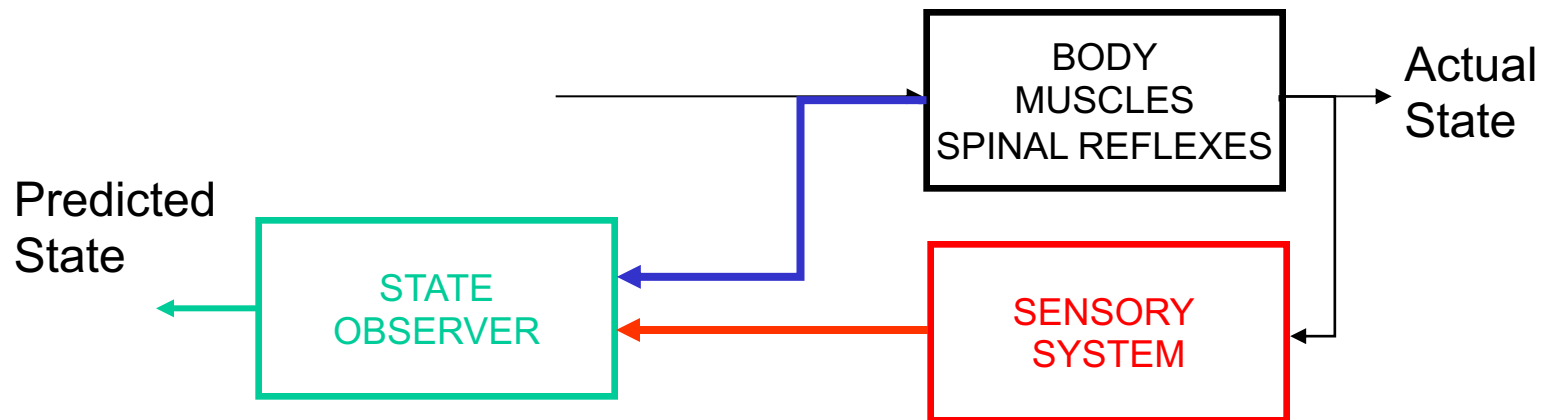 BODY
MUSCLES
SPINAL REFLEXES
Actual
State
Predicted
State
STATE
OBSERVER
SENSORY
SYSTEM